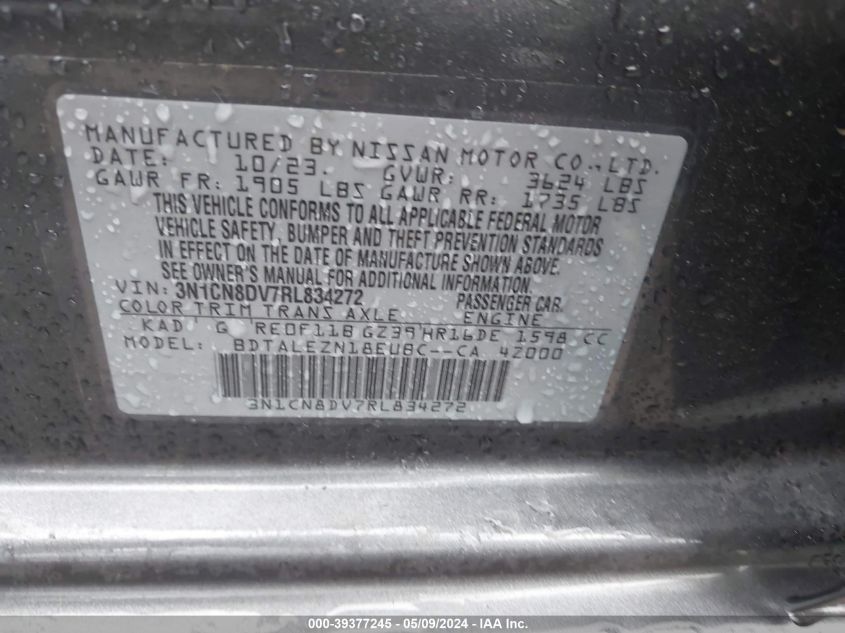 MANUFACTURED BY NISSAN MOTOR CO., LTD.
DATE: 10/23. GVWR: 3624 LBS
GAWR FR: 1905 LBS GAWR RR: 1735 LBS
THIS VEHICLE CONFORMS TO ALL APPLICABLE FEDERAL MOTOR
VEHICLE SAFETY, BUMPER AND THEFT PREVENTION STANDARDS
IN EFFECT ON THE DATE OF MANUFACTURE SHOWN ABOVE.
SEE OWNER'S MANUAL FOR ADDITIONAL INFORMATION.
VIN: 3N1CN8DV7RL834272 PASSENGER CAR.
COLOR TRIM TRANS AXLE ENGINE
KAD G RE0F11B GZ39 HR16DE 1598 CC
MODEL: BDTALEZN18EUBC--CA 42000
3N1CN8DV7RL834272
000-39377245 - 05/09/2024 - IAA Inc.